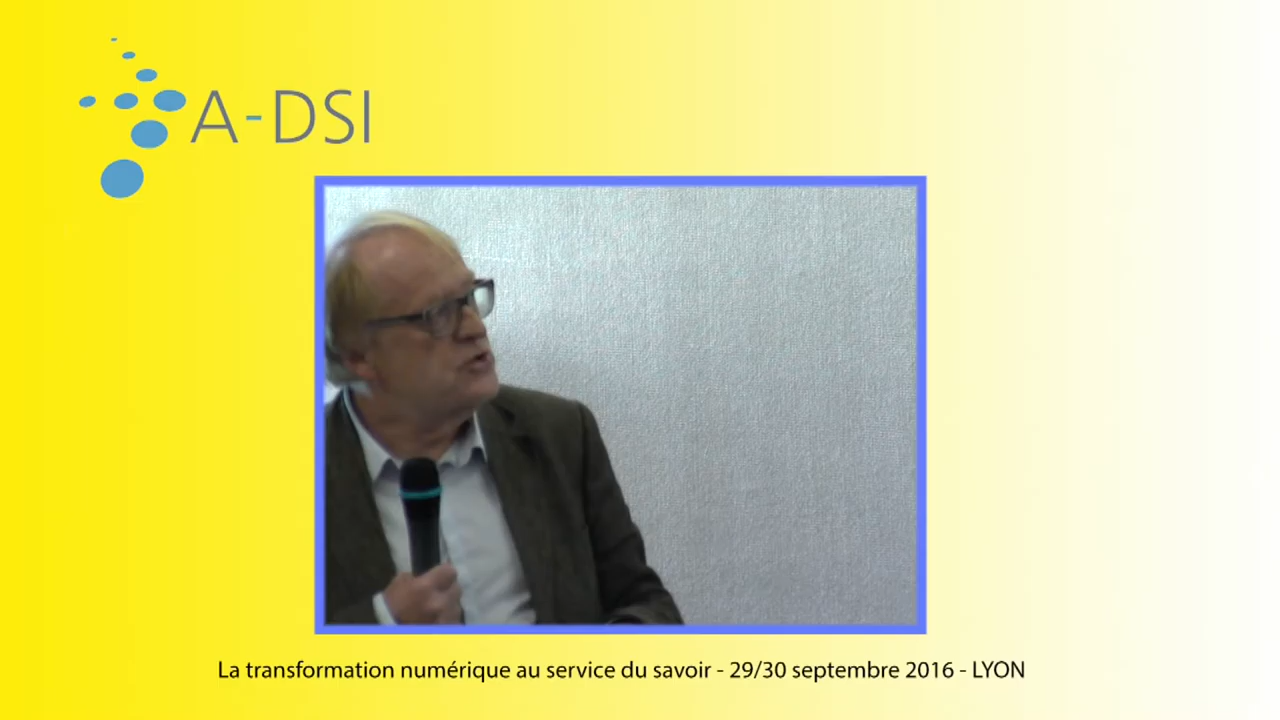 A-DSI
La transformation numérique au service du savoir - 29/30 septembre 2016 - LYON